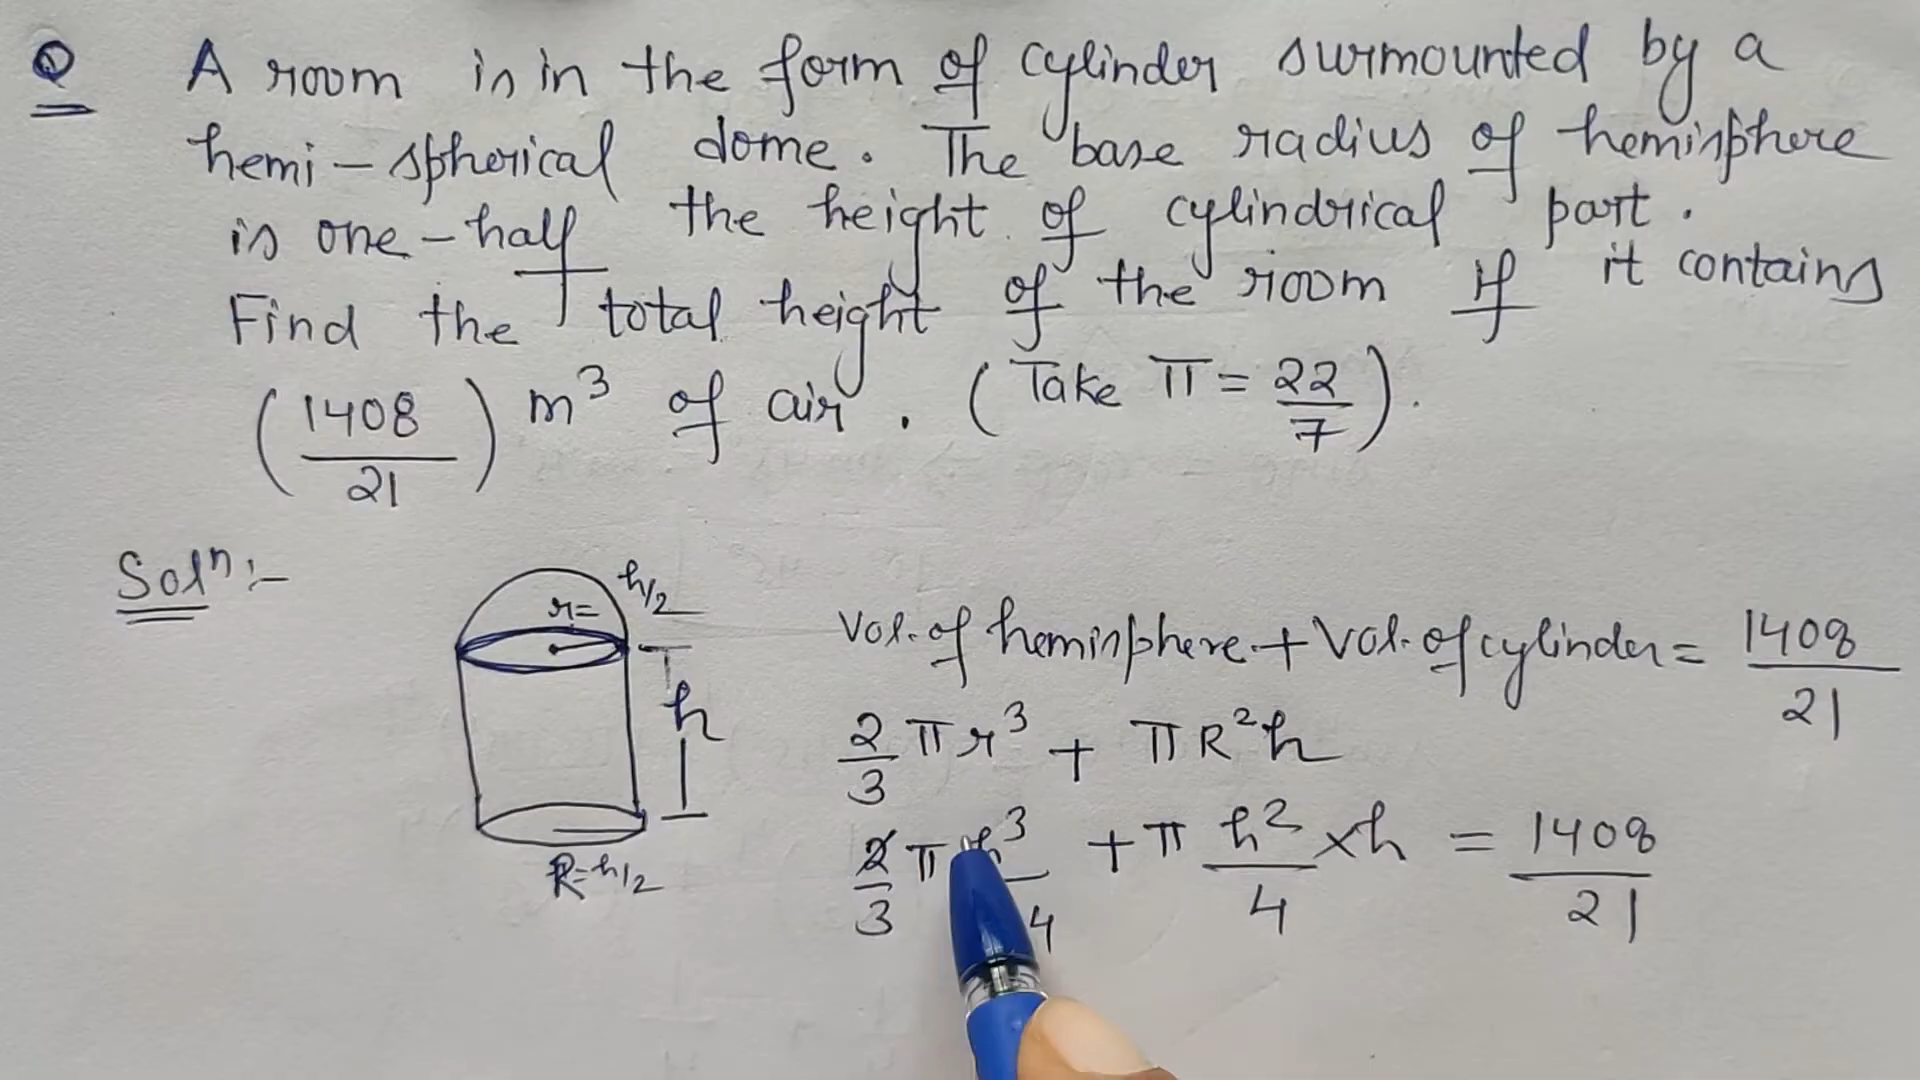 Q A room is in the form of cylinder surmounted by a
hemi-spherical dome. The base radius of hemisphere
is one-half the height of cylindrical part.
Find the total height of the room if it contains
(1408/21) m³ of air. (Take π = 22/7).
Solⁿ:-
r= h/2
h
R=h/2
Vol. of hemisphere + Vol. of cylinder = 1408/21
2/3 πr³ + πR²h
2/3 π h³/4 + π h²/4 × h = 1408/21